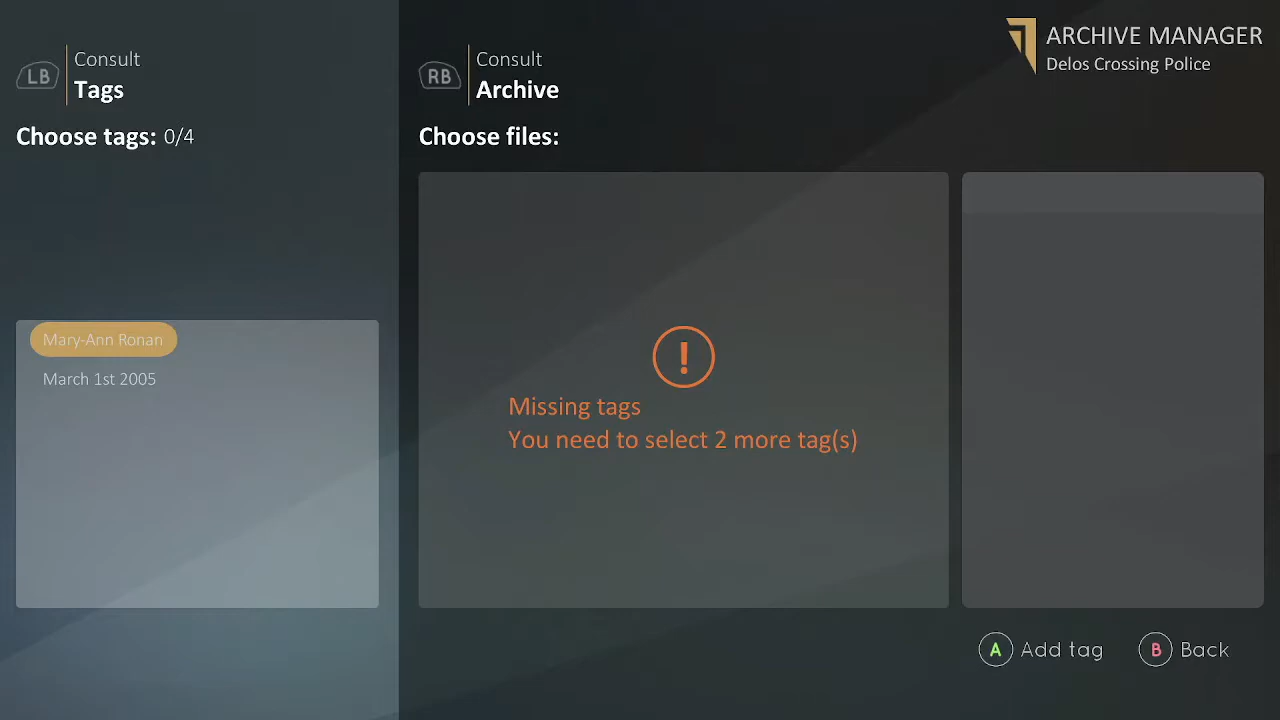 LB
Consult
Tags
Choose tags: 0/4
Mary-Ann Ronan
March 1st 2005
RB
Consult
Archive
Choose files:
Missing tags
You need to select 2 more tag(s)
ARCHIVE MANAGER
Delos Crossing Police
A Add tag
B Back